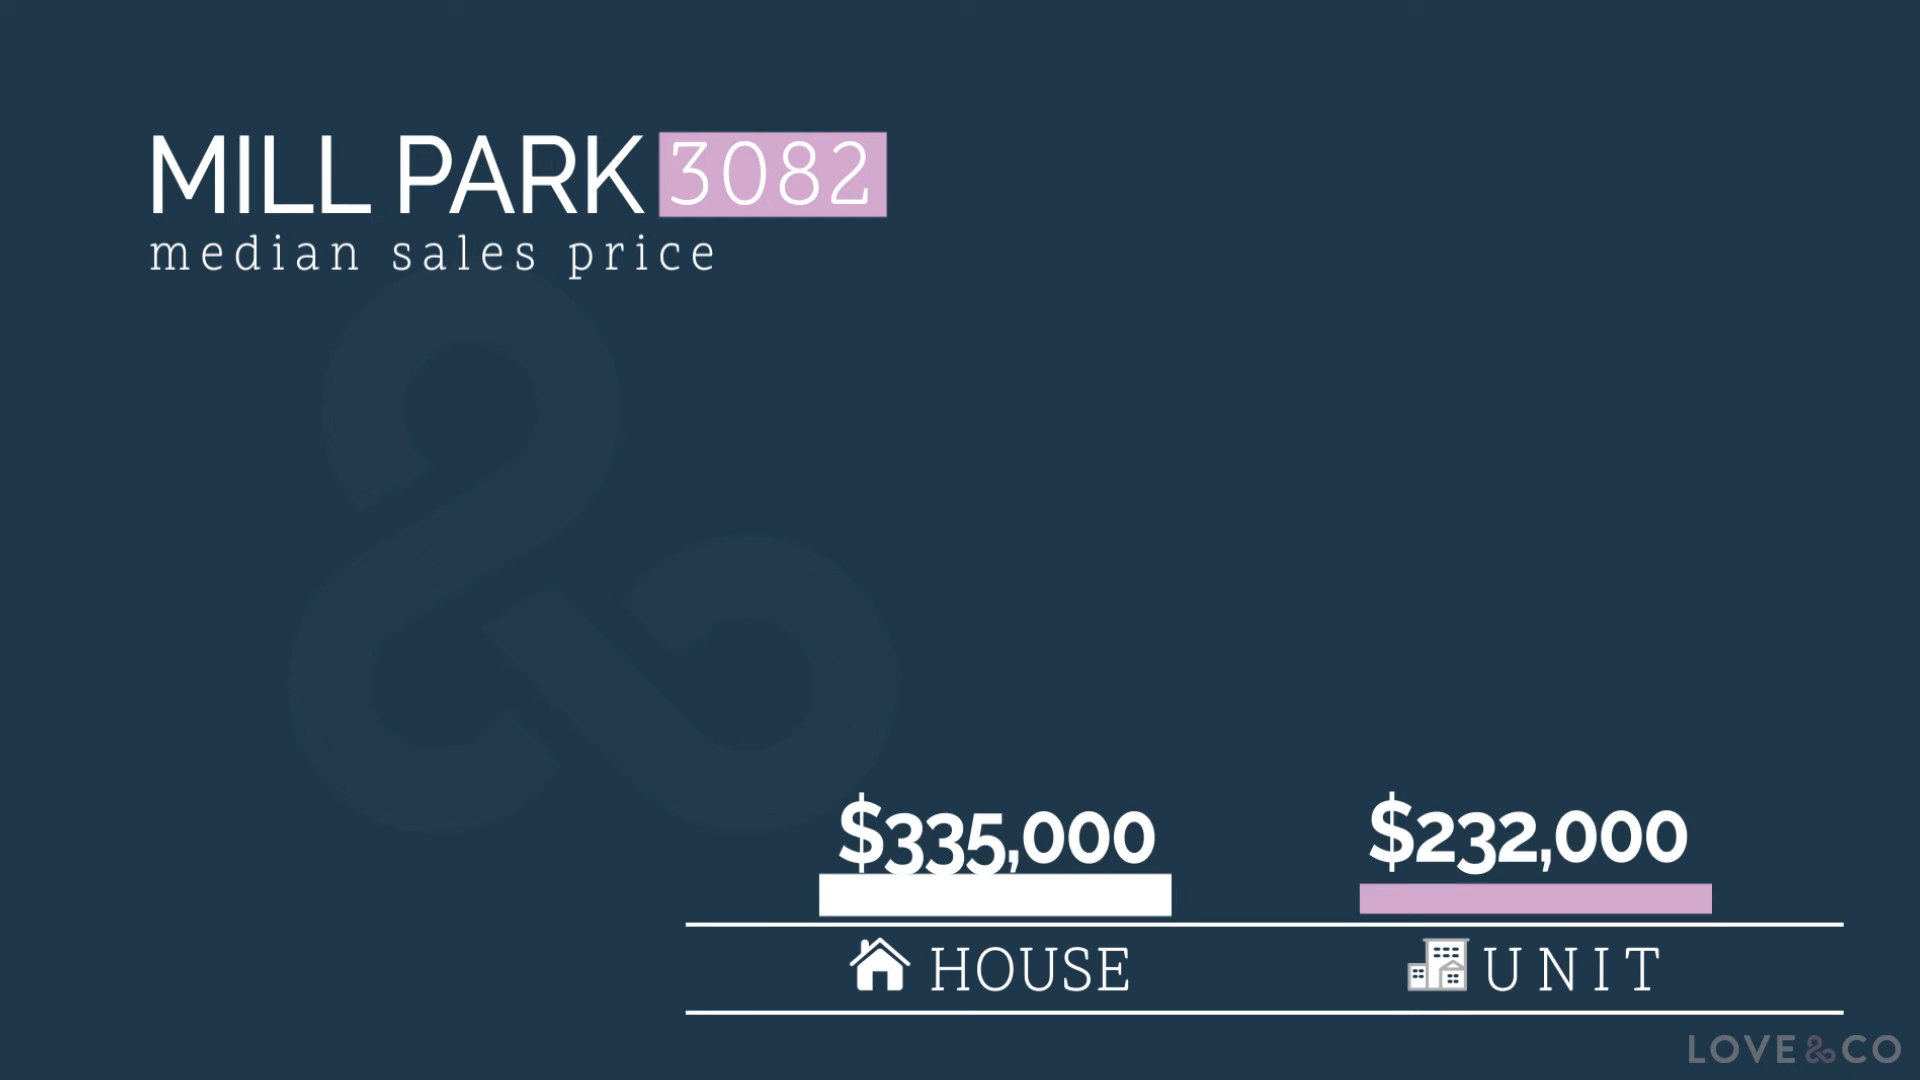 MILL PARK 3082
median sales price
$335,000 $232,000
HOUSE UNIT
LOVE &CO